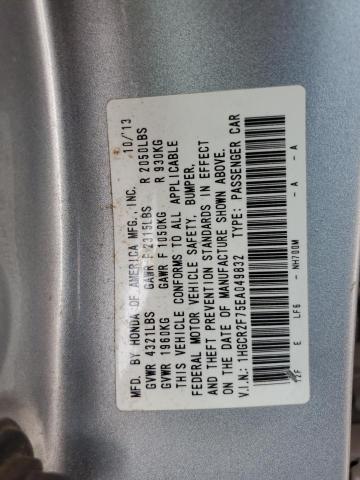 MFD. BY HONDA OF AMERICA MFG., INC. 10/13
GVWR 4321LBS GAWR F 2315LBS R 2050LBS
GVWR 1960KG GAWR F 1050KG R 930KG
THIS VEHICLE CONFORMS TO ALL APPLICABLE
FEDERAL MOTOR VEHICLE SAFETY, BUMPER,
AND THEFT PREVENTION STANDARDS IN EFFECT
ON THE DATE OF MANUFACTURE SHOWN ABOVE.
V.I.N.: 1HGCR2F75EA049832 TYPE: PASSENGER CAR
12F E LF6 - NH700M - A - A